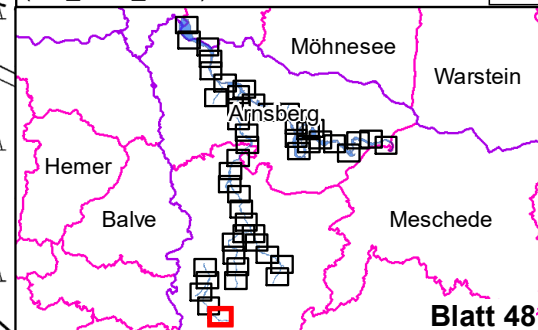 Möhnesee
Warstein
Arnsberg
Hemer
Balve
Meschede
Blatt 48